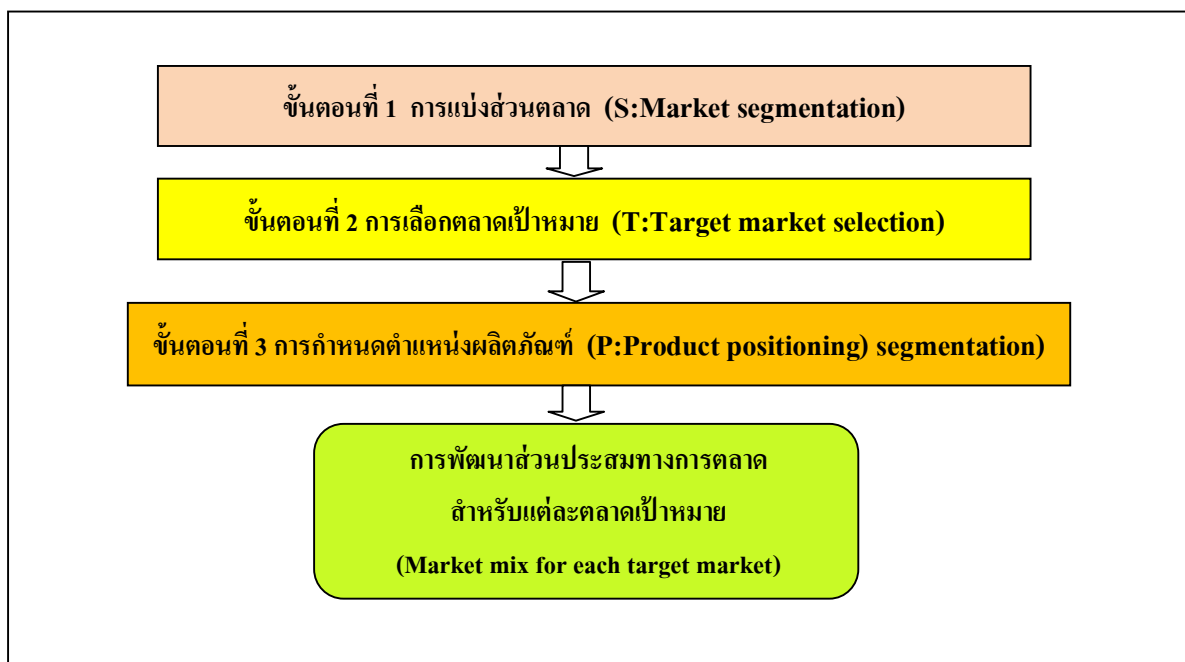 ขั้นตอนที่ 1 การแบ่งส่วนตลาด (S:Market segmentation)
ขั้นตอนที่ 2 การเลือกตลาดเป้าหมาย (T:Target market selection)
ขั้นตอนที่ 3 การกำหนดตำแหน่งผลิตภัณฑ์ (P:Product positioning) segmentation)
การพัฒนาส่วนประสมทางการตลาด
สำหรับแต่ละตลาดเป้าหมาย
(Market mix for each target market)